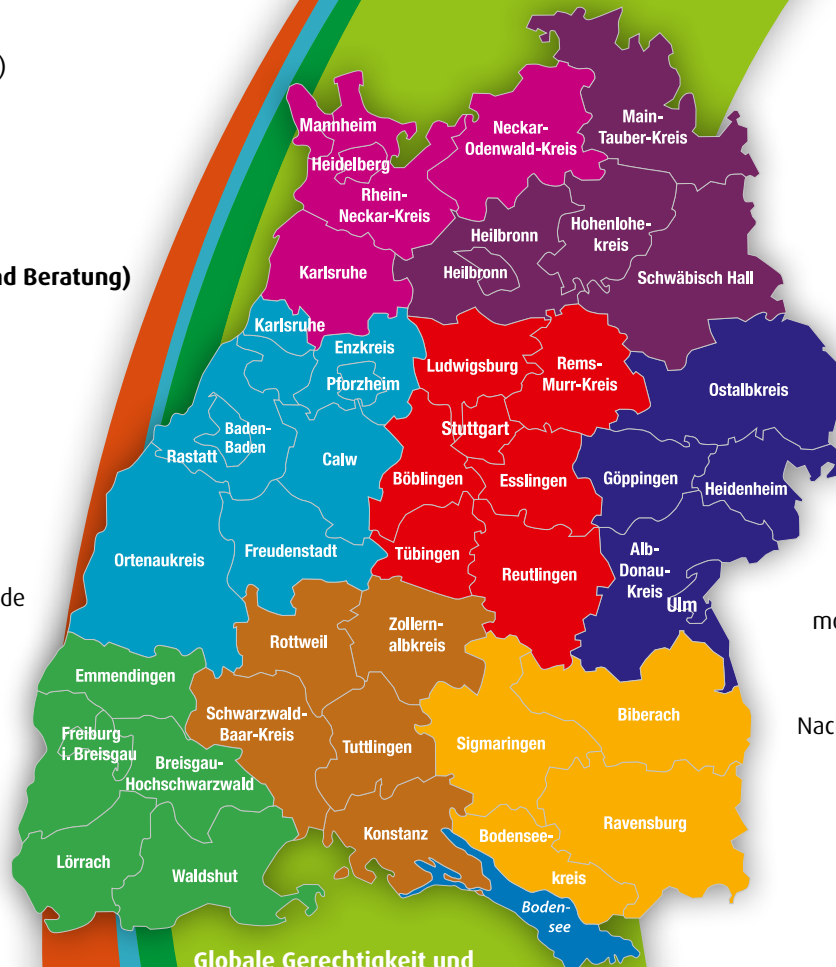 )
d Beratung)
de
mo
Nac
Mannheim
Heidelberg
Rhein-
Neckar-Kreis
Neckar-
Odenwald-Kreis
Main-
Tauber-Kreis
Karlsruhe
Heilbronn
Heilbronn
Hohenlohe-
kreis
Schwäbisch Hall
Karlsruhe
Enzkreis
Pforzheim
Baden-
Baden
Rastatt
Calw
Ortenaukreis
Freudenstadt
Ludwigsburg
Rems-
Murr-Kreis
Stuttgart
Böblingen
Esslingen
Tübingen
Reutlingen
Ostalbkreis
Göppingen
Heidenheim
Alb-
Donau-
Kreis
Ulm
Rottweil
Zollern-
albkreis
Schwarzwald-
Baar-Kreis
Tuttlingen
Konstanz
Emmendingen
Freiburg
i. Breisgau
Breisgau-
Hochschwarzwald
Lörrach
Waldshut
Biberach
Sigmaringen
Ravensburg
Bodensee-
kreis
Boden-
see
Globale Gerechtigkeit und